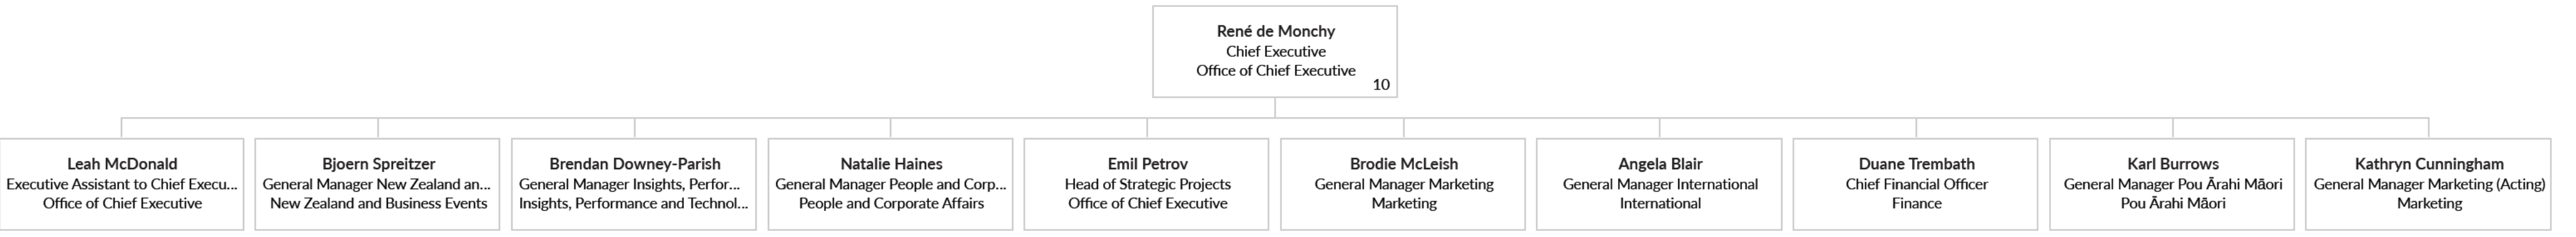 René de Monchy
Chief Executive
Office of Chief Executive
10
Leah McDonald
Executive Assistant to Chief Execu...
Office of Chief Executive
Bjoern Spreitzer
General Manager New Zealand an...
New Zealand and Business Events
Brendan Downey-Parish
General Manager Insights, Perfor...
Insights, Performance and Technol...
Natalie Haines
General Manager People and Corp...
People and Corporate Affairs
Emil Petrov
Head of Strategic Projects
Office of Chief Executive
Brodie McLeish
General Manager Marketing
Marketing
Angela Blair
General Manager International
International
Duane Trembath
Chief Financial Officer
Finance
Karl Burrows
General Manager Pou Ārahi Māori
Pou Ārahi Māori
Kathryn Cunningham
General Manager Marketing (Acting)
Marketing